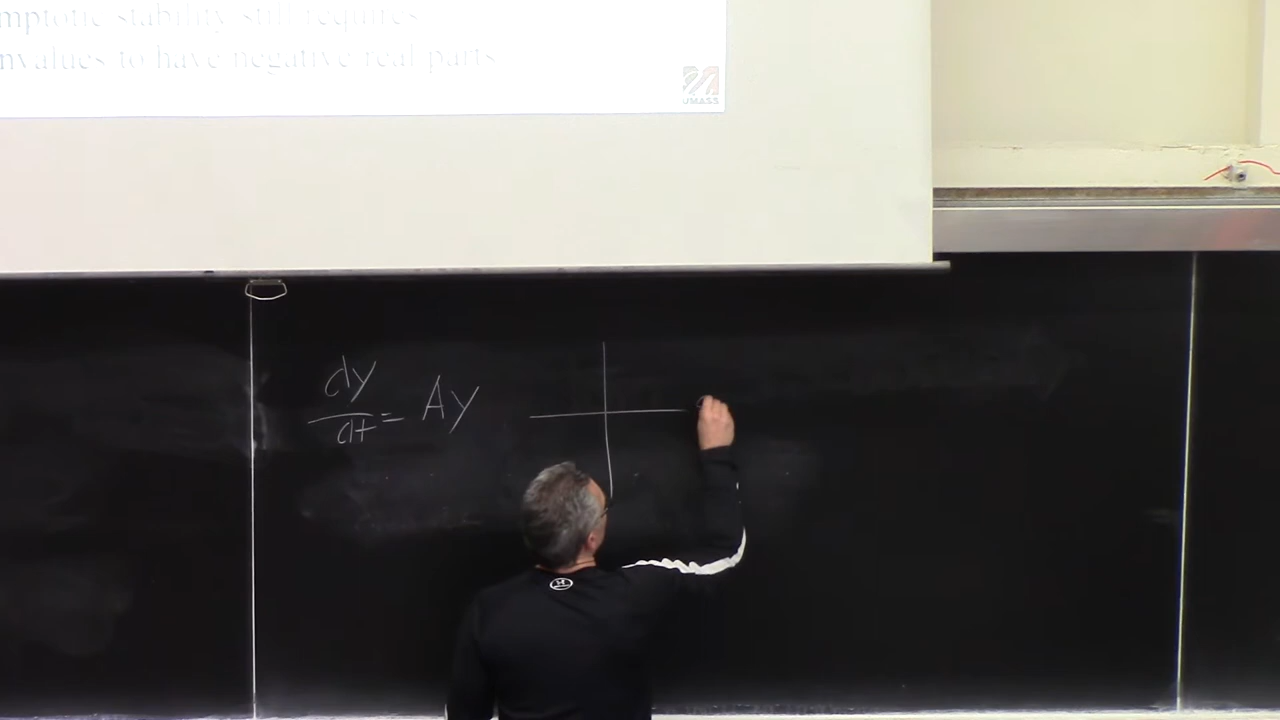 mptotic stability still requires
nvalues to have negative real parts
UMASS
dy
dt = Ay